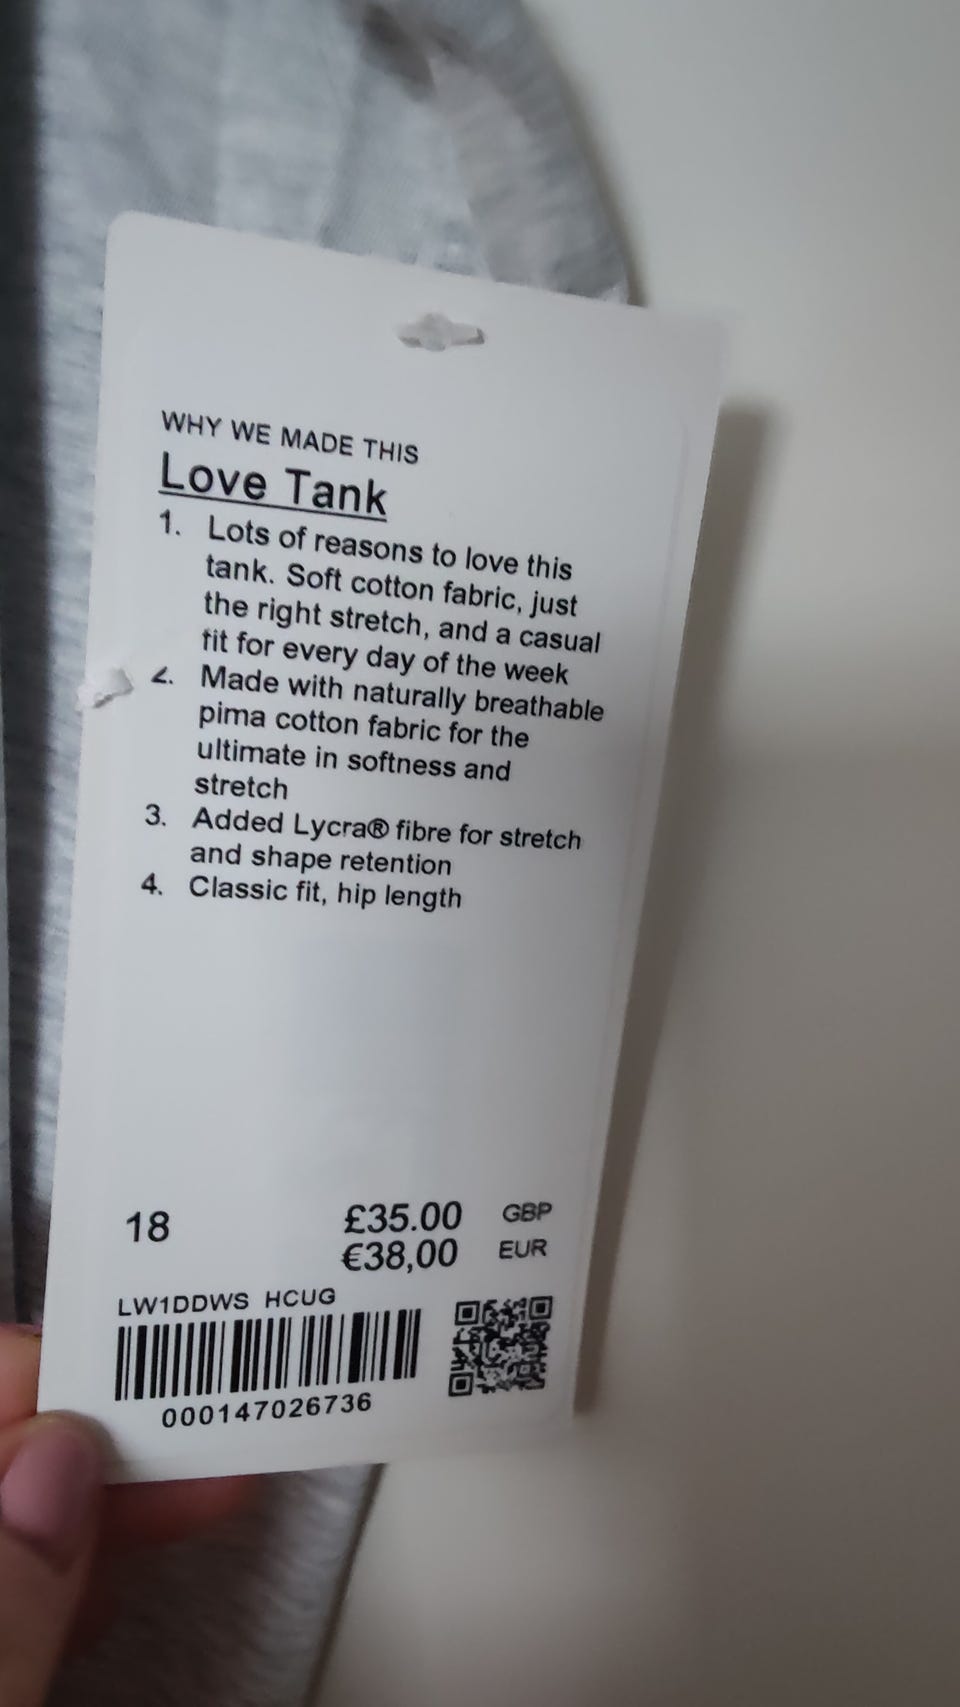 WHY WE MADE THIS
Love Tank
1. Lots of reasons to love this
tank. Soft cotton fabric, just
the right stretch, and a casual
fit for every day of the week
2. Made with naturally breathable
pima cotton fabric for the
ultimate in softness and
stretch
3. Added Lycra® fibre for stretch
and shape retention
4. Classic fit, hip length
18 £35.00 GBP
€38,00 EUR
LW1DDWS HCUG
000147026736